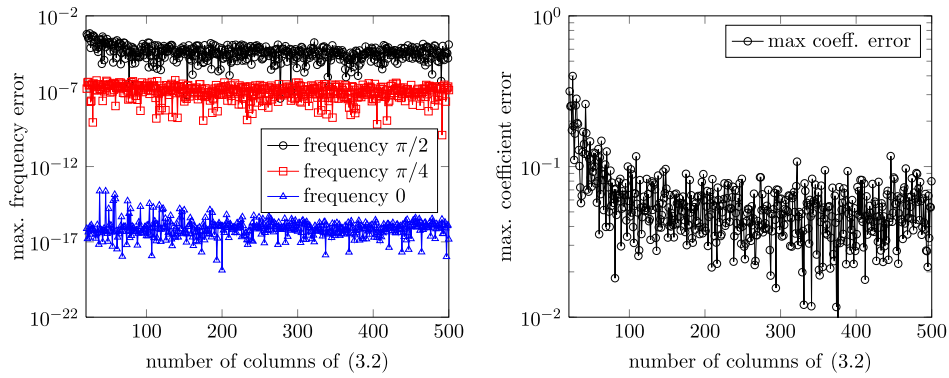 10^{-2}
10^{-7}
10^{-12}
10^{-17}
10^{-22}
max. frequency error
frequency π/2
frequency π/4
frequency 0
100 200 300 400 500
number of columns of (3.2)
10^{0}
10^{-1}
10^{-2}
max. coefficient error
max coeff. error
100 200 300 400 500
number of columns of (3.2)